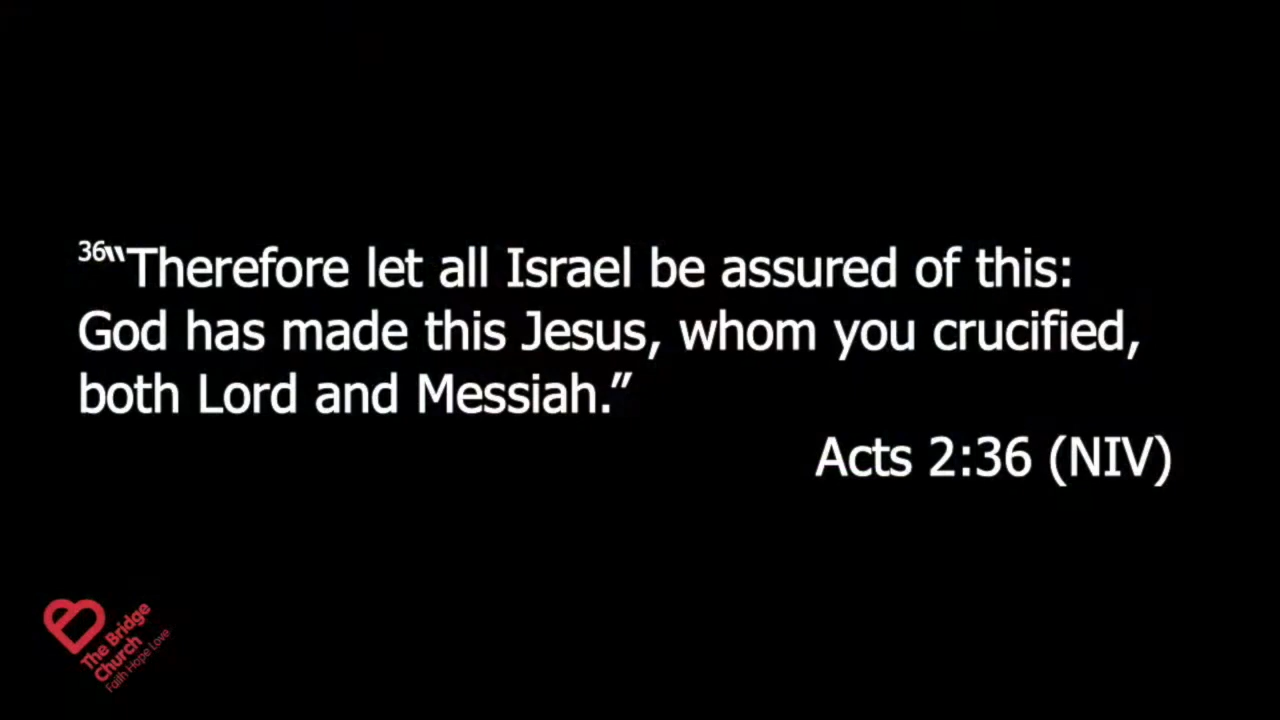 36“Therefore let all Israel be assured of this:
God has made this Jesus, whom you crucified,
both Lord and Messiah.”
Acts 2:36 (NIV)
The Bridge
Church
Faith Hope Love